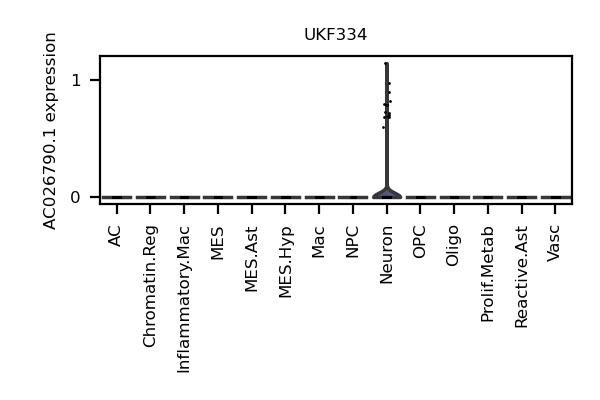 UKF334
AC026790.1 expression
1
0
AC
Chromatin.Reg
Inflammatory.Mac
MES
MES.Ast
MES.Hyp
Mac
NPC
Neuron
OPC
Oligo
Prolif.Metab
Reactive.Ast
Vasc